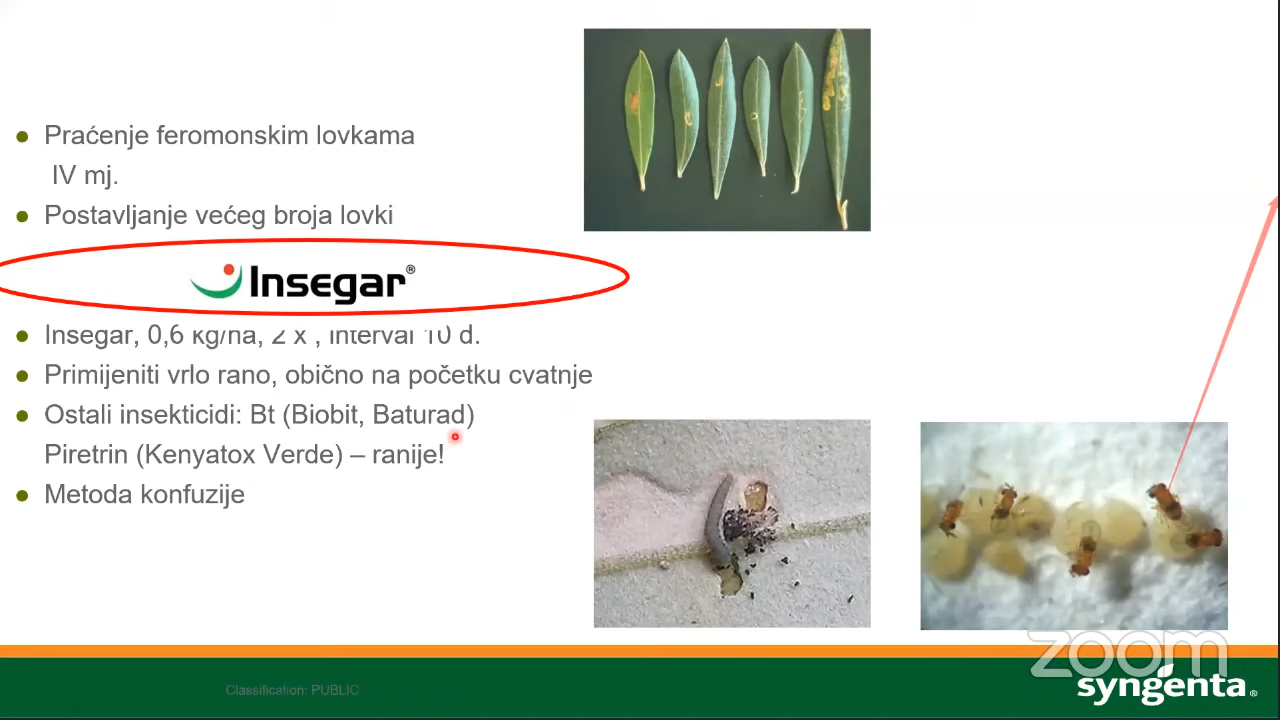 Praćenje feromonskim lovkama
IV mj.
Postavljanje većeg broja lovki
Insegar®
Insegar, 0,6 kg/ha, 2 x , interval 10 d.
Primijeniti vrlo rano, obično na početku cvatnje
Ostali insekticidi: Bt (Biobit, Baturad)
Piretrin (Kenyatox Verde) – ranije!
Metoda konfuzije
zoom
Classification: PUBLIC
syngenta®